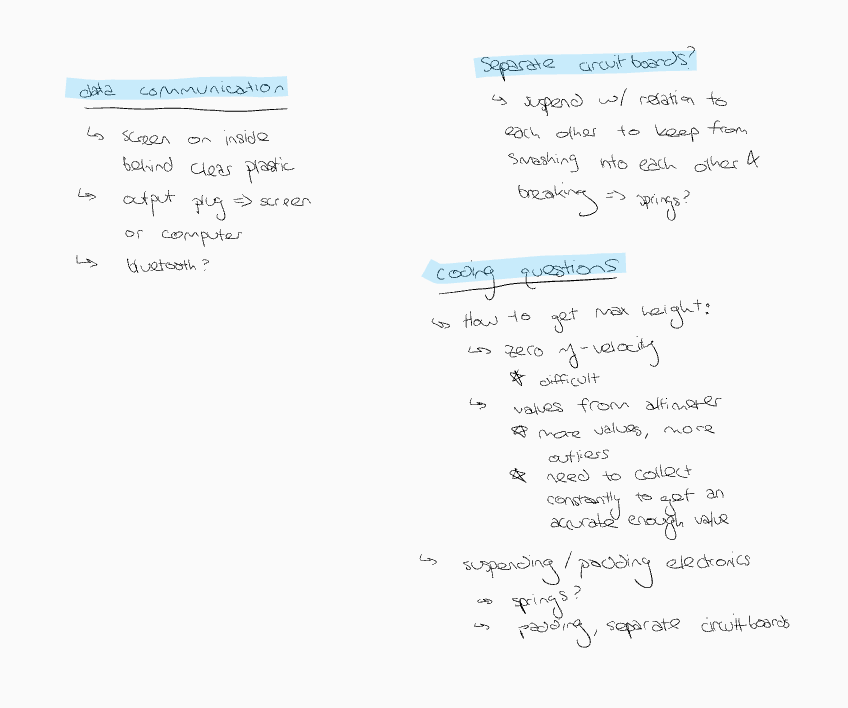 data communication
↳ screen on inside
behind clear plastic
↳ output plug => screen
or computer
↳ bluetooth?
Separate circuit boards?
↳ suspend w/ relation to
each other to keep from
smashing into each other &
breaking => springs?
coding questions
↳ How to get max height:
↳ zero y-velocity
* difficult
↳ values from altimeter
* more values, more
outliers
* need to collect
constantly to get an
accurate enough value
↳ suspending / padding electronics
↳ springs?
↳ padding, separate circuit boards